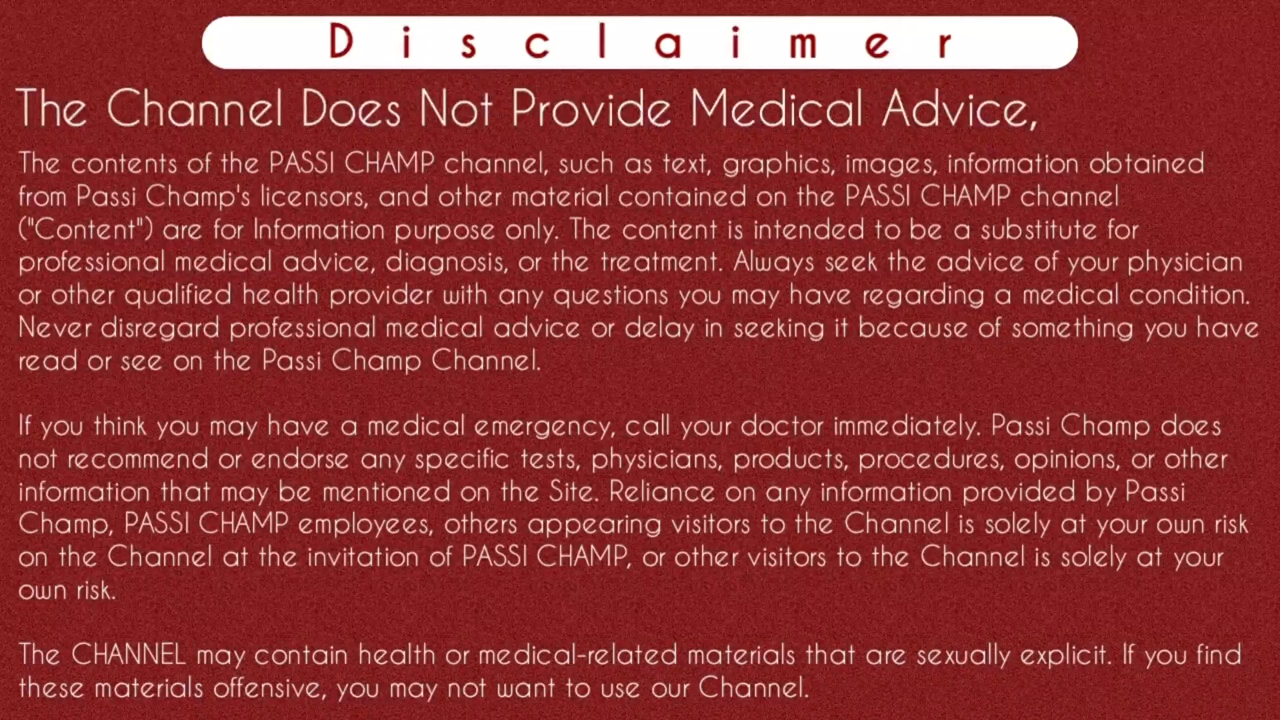 Disclaimer
The Channel Does Not Provide Medical Advice,
The contents of the PASSI CHAMP channel, such as text, graphics, images, information obtained
from Passi Champ's licensors, and other material contained on the PASSI CHAMP channel
("Content") are for Information purpose only. The content is intended to be a substitute for
professional medical advice, diagnosis, or the treatment. Always seek the advice of your physician
or other qualified health provider with any questions you may have regarding a medical condition.
Never disregard professional medical advice or delay in seeking it because of something you have
read or see on the Passi Champ Channel.
If you think you may have a medical emergency, call your doctor immediately. Passi Champ does
not recommend or endorse any specific tests, physicians, products, procedures, opinions, or other
information that may be mentioned on the Site. Reliance on any information provided by Passi
Champ, PASSI CHAMP employees, others appearing visitors to the Channel is solely at your own risk
on the Channel at the invitation of PASSI CHAMP, or other visitors to the Channel is solely at your
own risk.
The CHANNEL may contain health or medical-related materials that are sexually explicit. If you find
these materials offensive, you may not want to use our Channel.